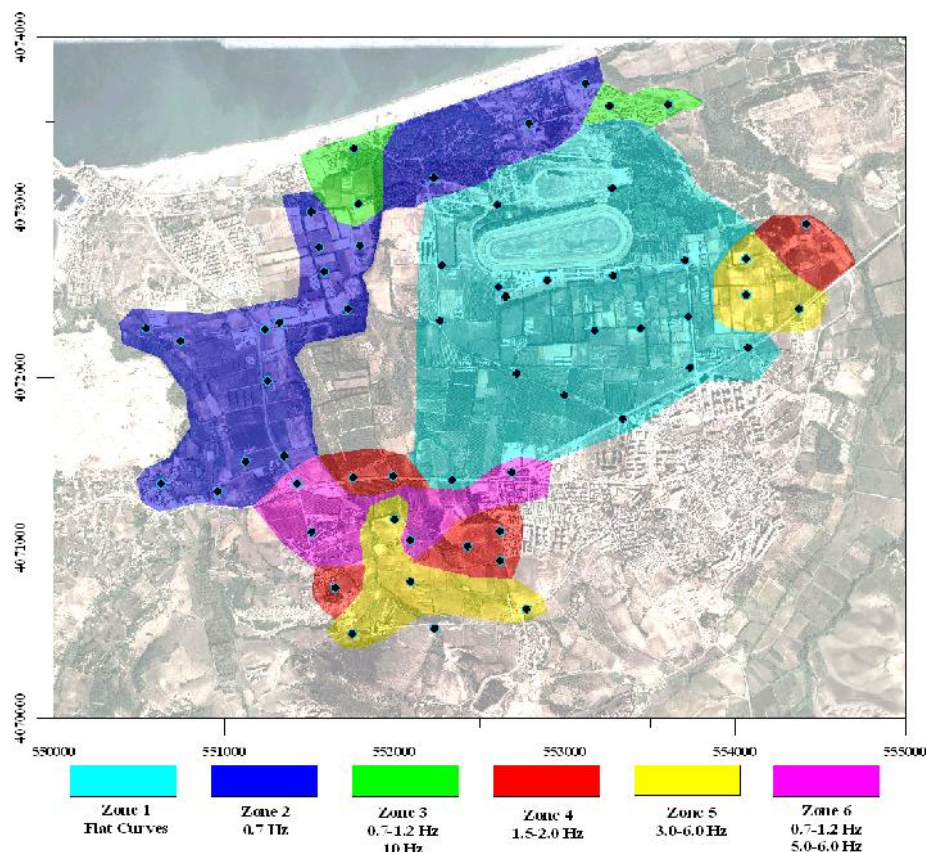 4074000
4073000
4072000
4071000
4070000
550000 551000 552000 553000 554000 555000
Zone 1 Zone 2 Zone 3 Zone 4 Zone 5 Zone 6
Flat Curves 0.7 Hz 0.7-1.2 Hz 1.5-2.0 Hz 3.0-6.0 Hz 0.7-1.2 Hz
10 Hz 5.0-6.0 Hz